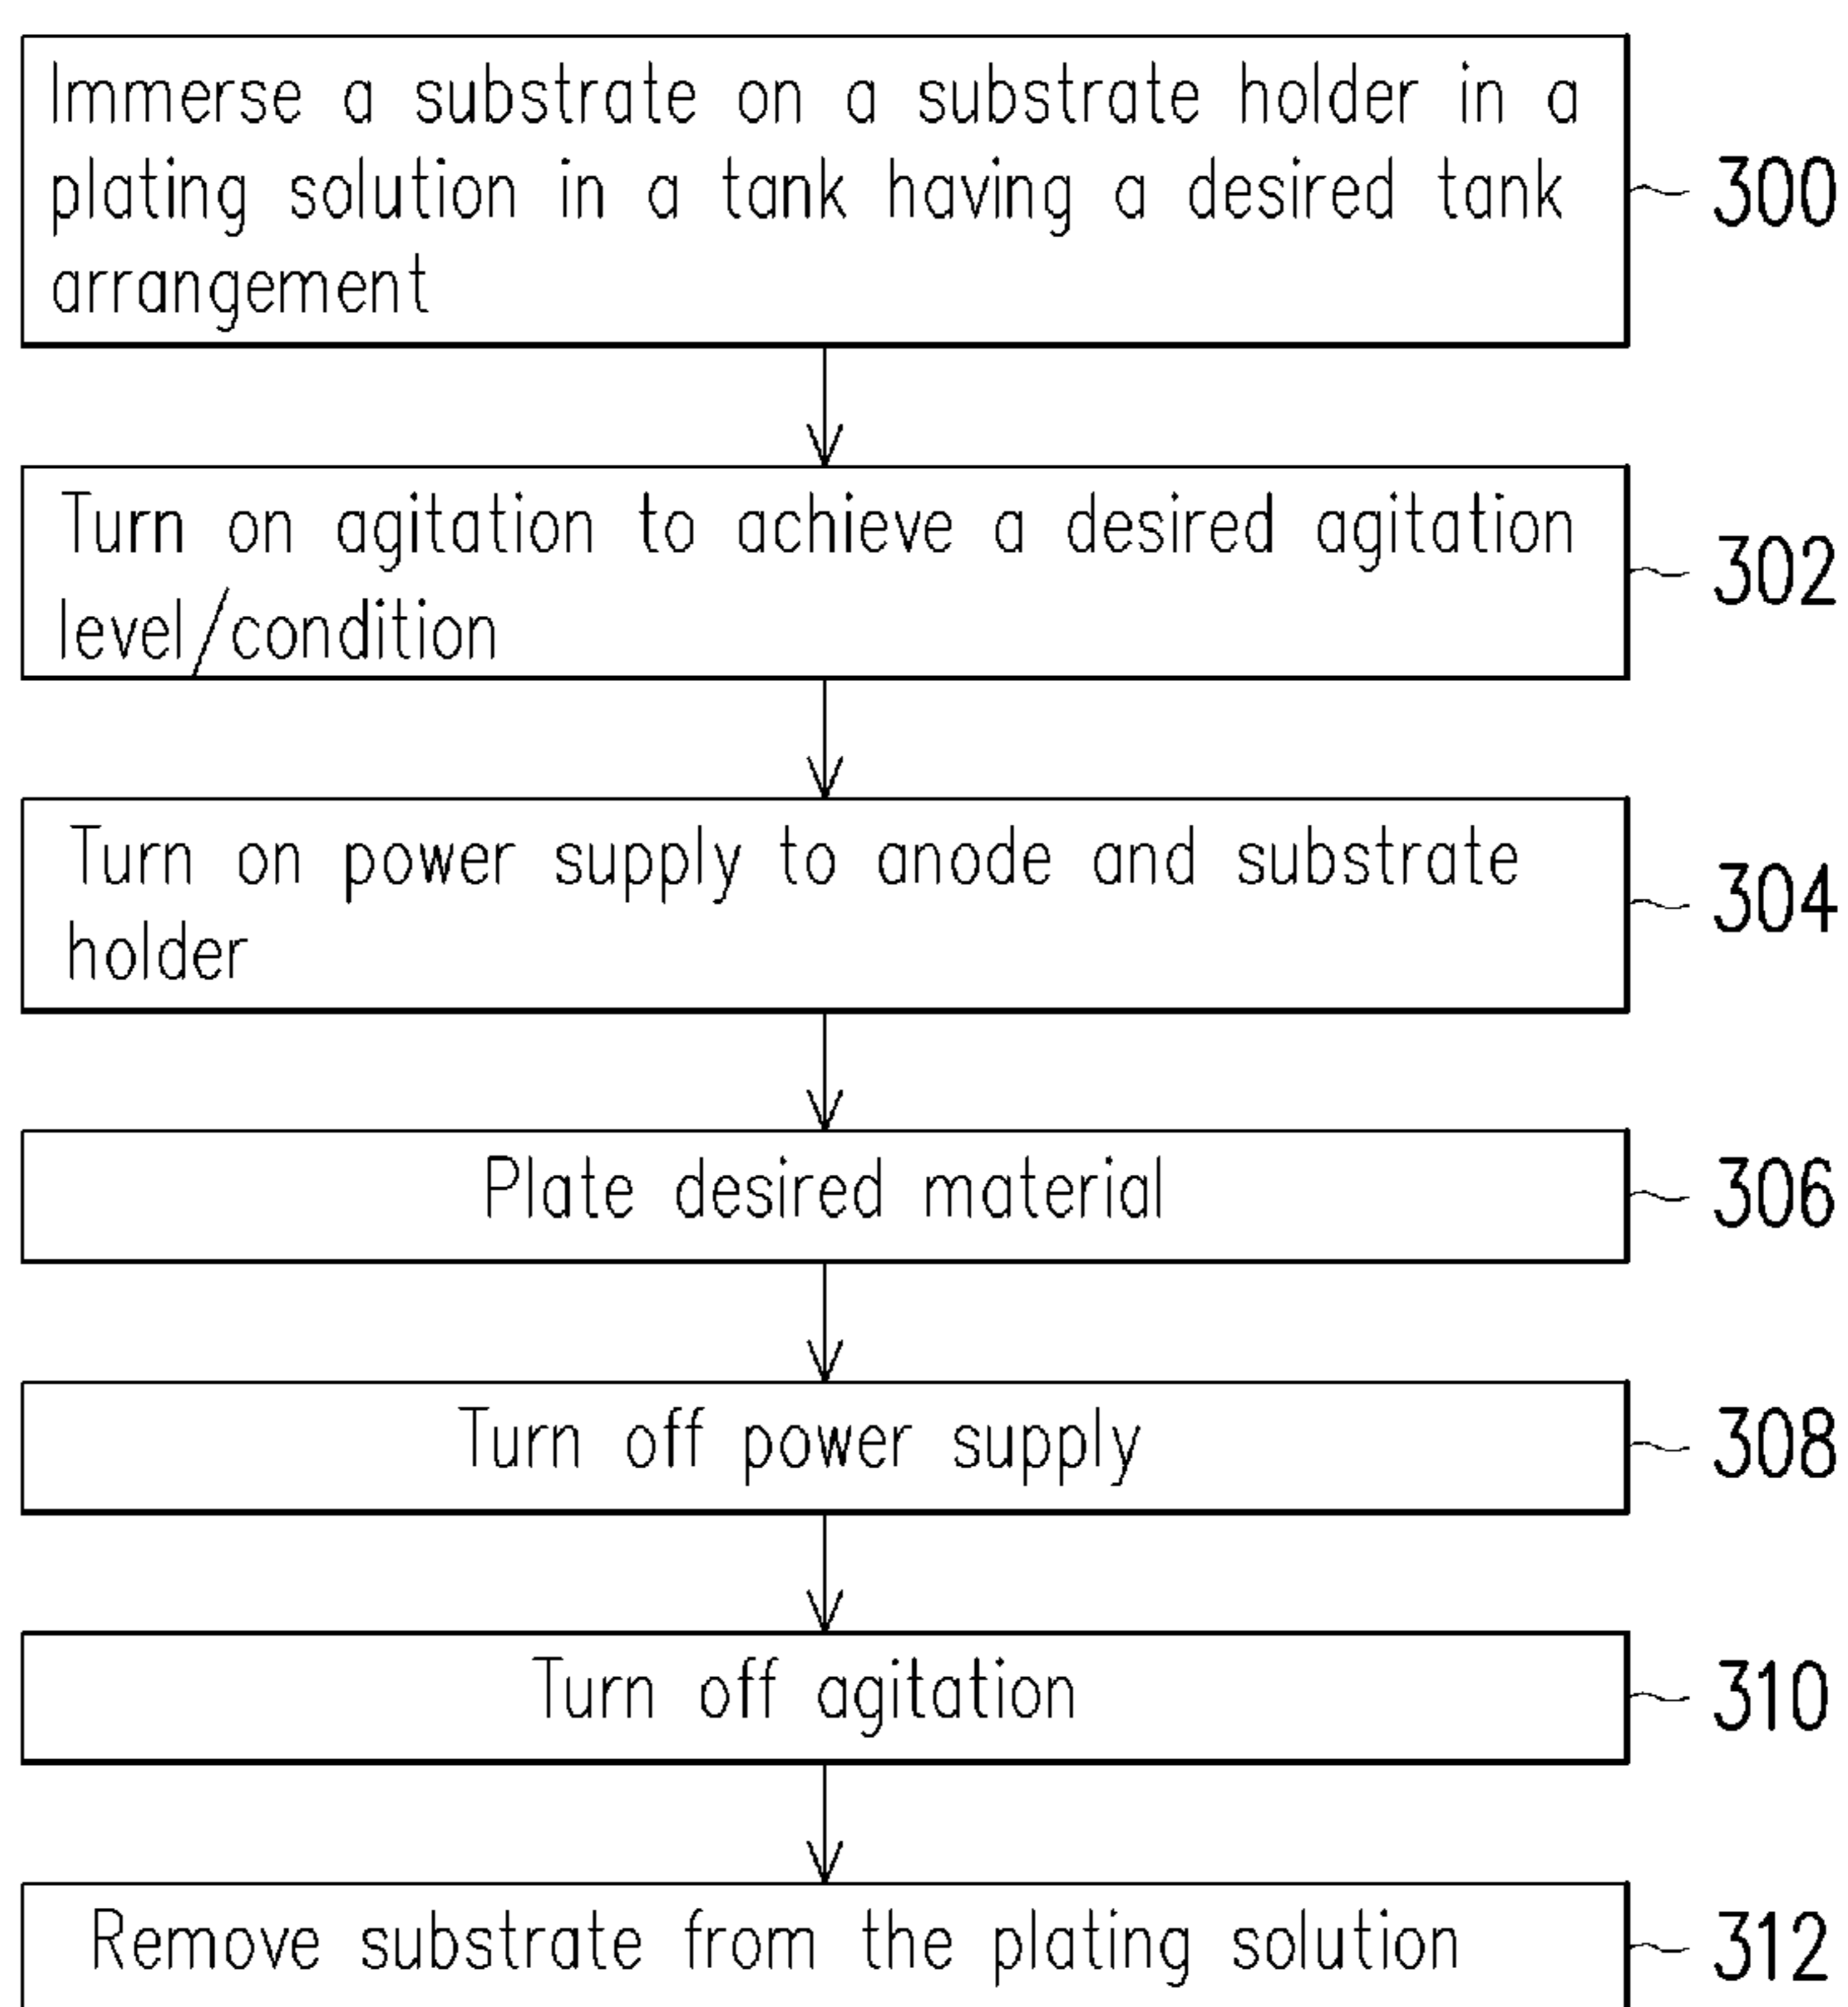 Immerse a substrate on a substrate holder in a
plating solution in a tank having a desired tank
arrangement
300
Turn on agitation to achieve a desired agitation
level/condition
302
Turn on power supply to anode and substrate
holder
304
Plate desired material
306
Turn off power supply
308
Turn off agitation
310
Remove substrate from the plating solution
312